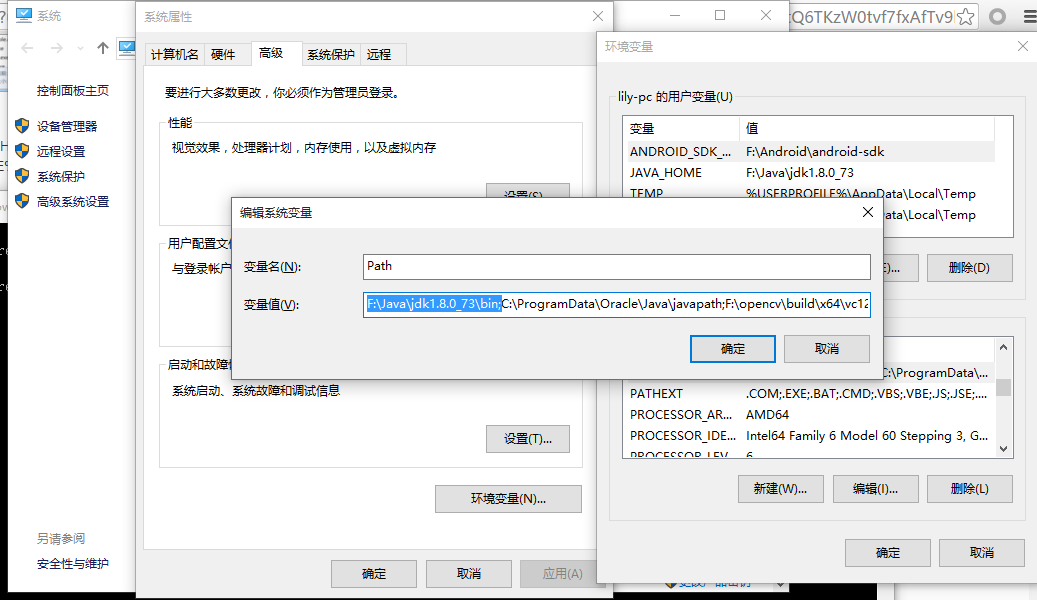 系统
控制面板主页
设备管理器
远程设置
系统保护
高级系统设置
另请参阅
安全性与维护
系统属性
计算机名
硬件
高级
系统保护
远程
要进行大多数更改，你必须作为管理员登录。
性能
视觉效果，处理器计划，内存使用，以及虚拟内存
设置(S)
用户配置文件
与登录帐户
启动和故障
系统启动、系统故障和调试信息
设置(T)...
环境变量(N)...
确定
取消
应用(A)
编辑系统变量
变量名(N):
Path
变量值(V):
F:\Java\jdk1.8.0_73\bin;C:\ProgramData\Oracle\Java\javapath;F:\opencv\build\x64\vc12
确定
取消
Q6TKzW0tvf7fxAfTv9
环境变量
lily-pc 的用户变量(U)
变量
值
ANDROID_SDK_...
F:\Android\android-sdk
JAVA_HOME
F:\Java\jdk1.8.0_73
TEMP
%USERPROFILE%\AppData\Local\Temp
ata\Local\Temp
E)...
删除(D)
C:\ProgramData\...
PATHEXT
.COM;.EXE;.BAT;.CMD;.VBS;.VBE;.JS;.JSE;....
PROCESSOR_AR...
AMD64
PROCESSOR_IDE...
Intel64 Family 6 Model 60 Stepping 3, G...
PROCESSOR_LEV
6
新建(W)...
编辑(I)...
删除(L)
确定
取消
更改产品密钥